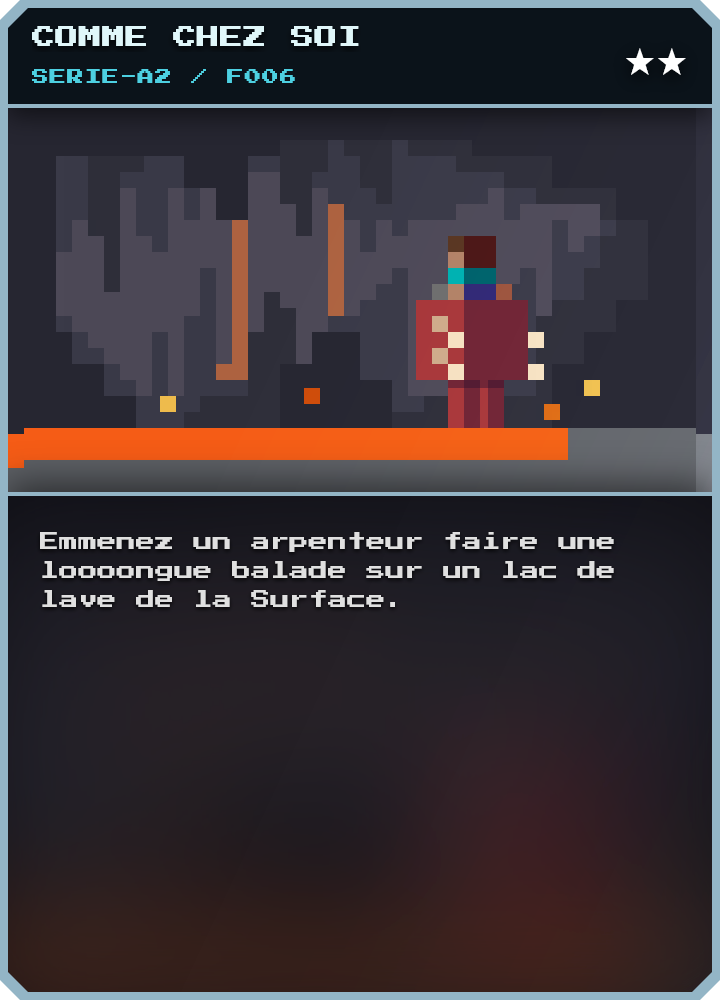 COMME CHEZ SOI
SERIE-A2 / F006
Emmenez un arpenteur faire une
loooongue balade sur un lac de
lave de la Surface.